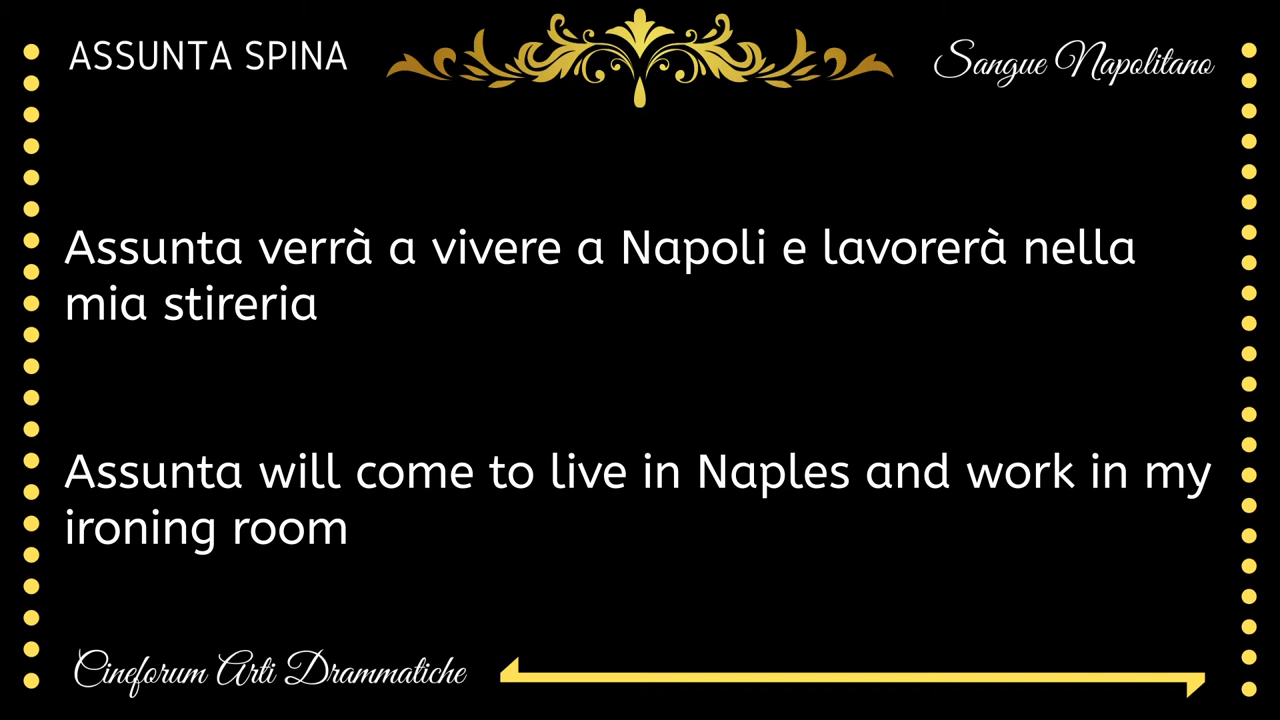 ASSUNTA SPINA
Sangue Napolitano
Assunta verrà a vivere a Napoli e lavorerà nella
mia stireria
Assunta will come to live in Naples and work in my
ironing room
Cineforum Arti Drammatiche